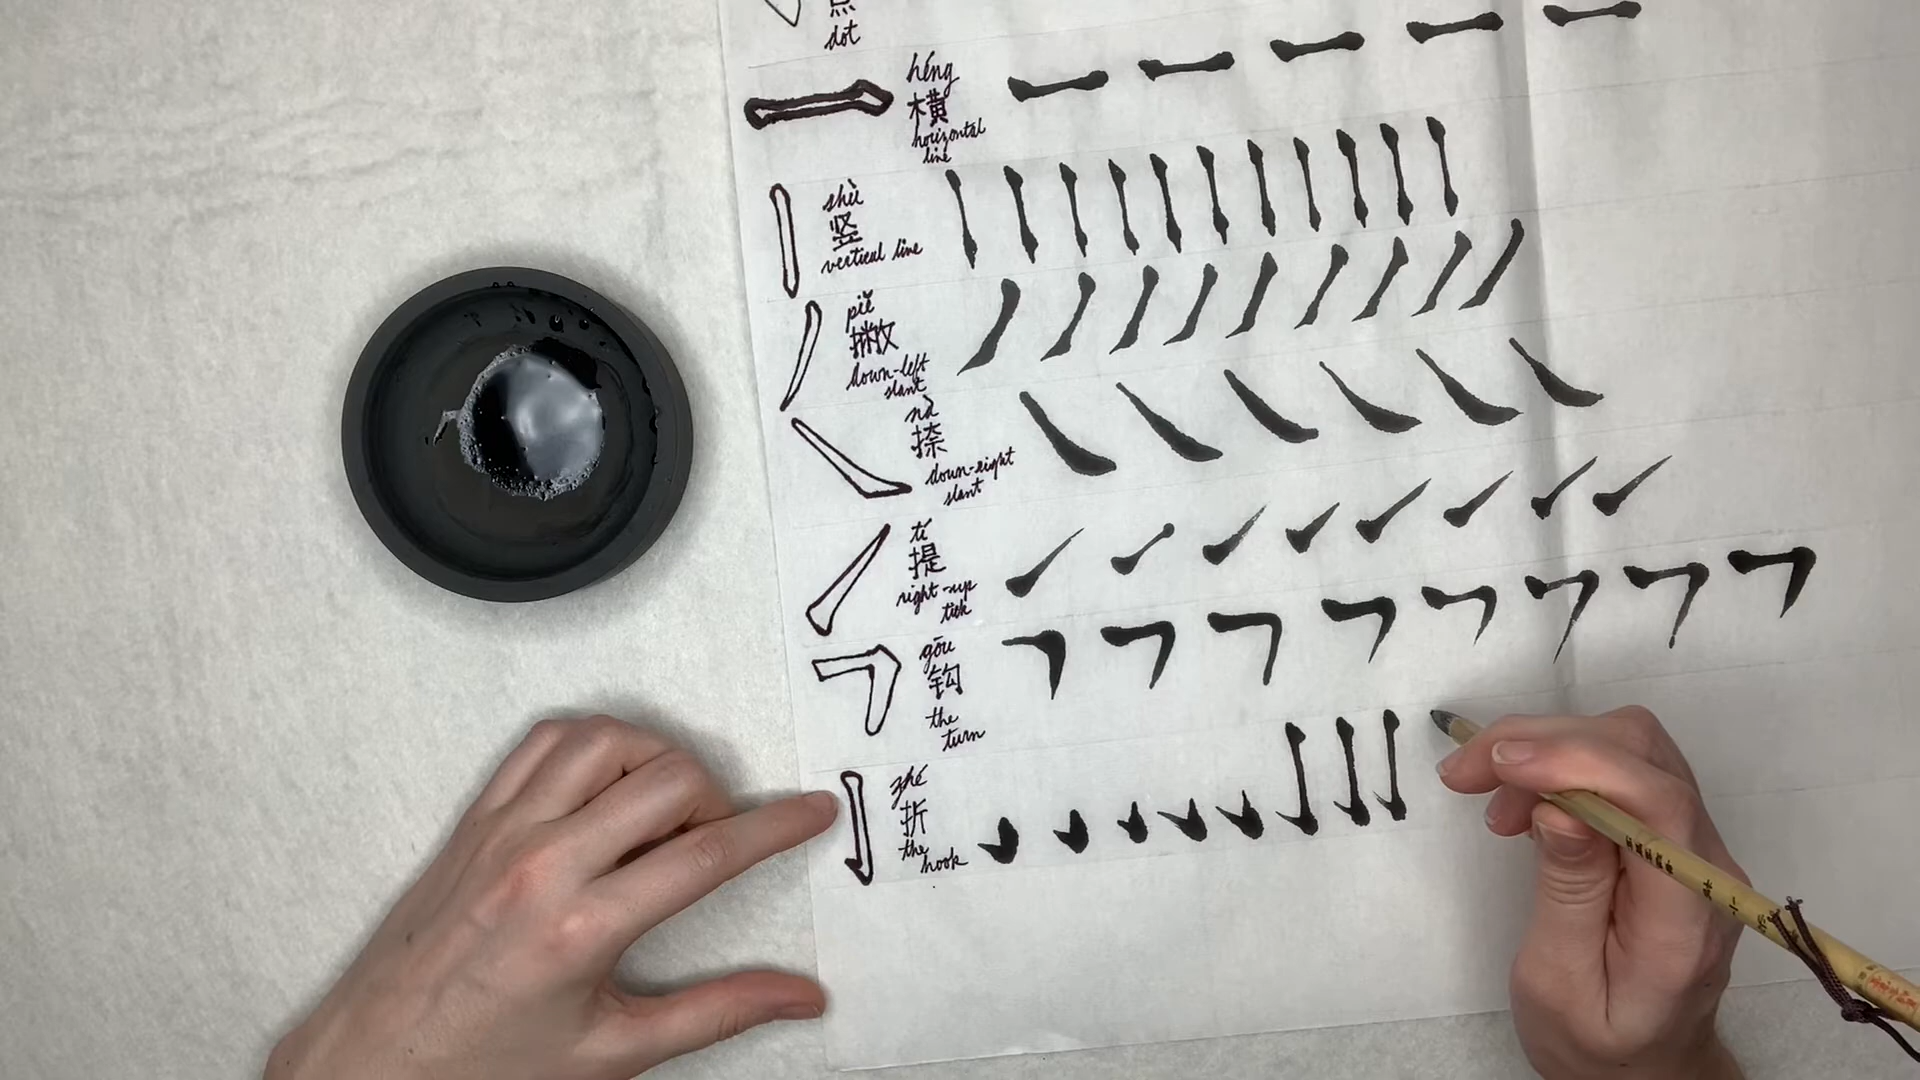 点
dot
héng
横
horizontal
line
shù
竖
vertical line
piě
撇
down-left
slant
nà
捺
down-right
slant
tí
提
right-up
tick
gōu
钩
the
turn
zhé
折
the
hook